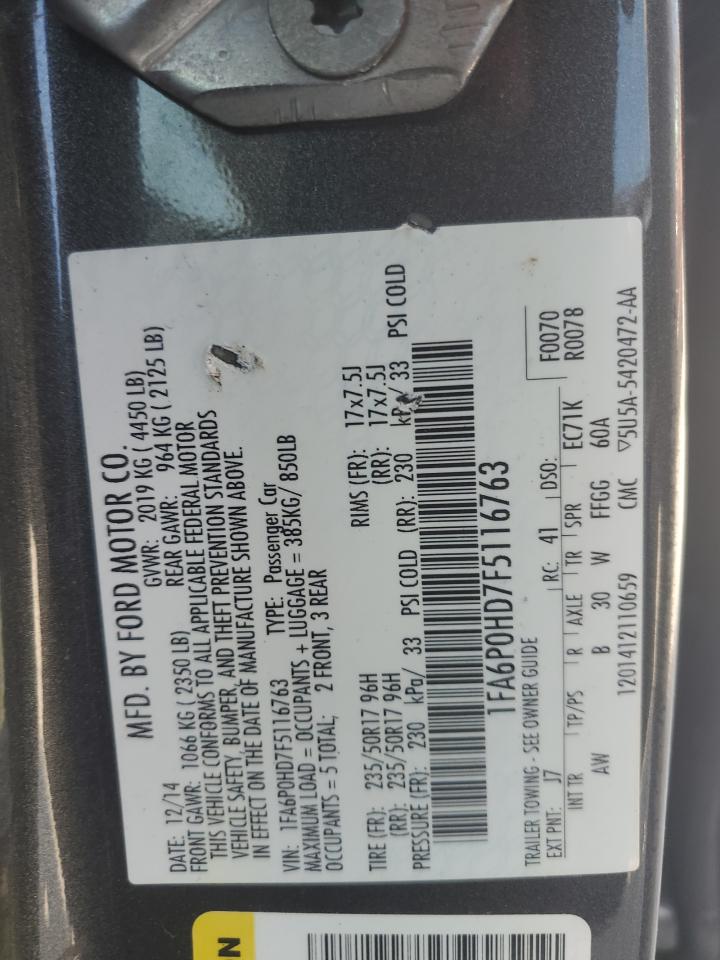 MFD. BY FORD MOTOR CO.
DATE: 12/14 GVWR: 2019 KG ( 4450 LB)
FRONT GAWR: 1066 KG ( 2350 LB) REAR GAWR: 964 KG ( 2125 LB)
THIS VEHICLE CONFORMS TO ALL APPLICABLE FEDERAL MOTOR
VEHICLE SAFETY, BUMPER, AND THEFT PREVENTION STANDARDS
IN EFFECT ON THE DATE OF MANUFACTURE SHOWN ABOVE.
VIN: 1FA6P0HD7F5116763 TYPE: Passenger Car
MAXIMUM LOAD = OCCUPANTS + LUGGAGE = 385KG/ 850LB
OCCUPANTS = 5 TOTAL; 2 FRONT, 3 REAR
TIRE (FR): 235/50R17 96H RIMS (FR): 17x7.5J
(RR): 235/50R17 96H (RR): 17x7.5J
PRESSURE (FR): 230 kPa/ 33 PSI COLD (RR): 230 kPa/ 33 PSI COLD
1FA6P0HD7F5116763
TRAILER TOWING - SEE OWNER GUIDE
F0070
EXT PNT: J7 RC: 41 DSO: R0078
INT TR TP/PS R AXLE TR SPR EC71K
AW B 30 W FFGG 60A
1201412110659 CMC ▽5U5A-5420472-AA